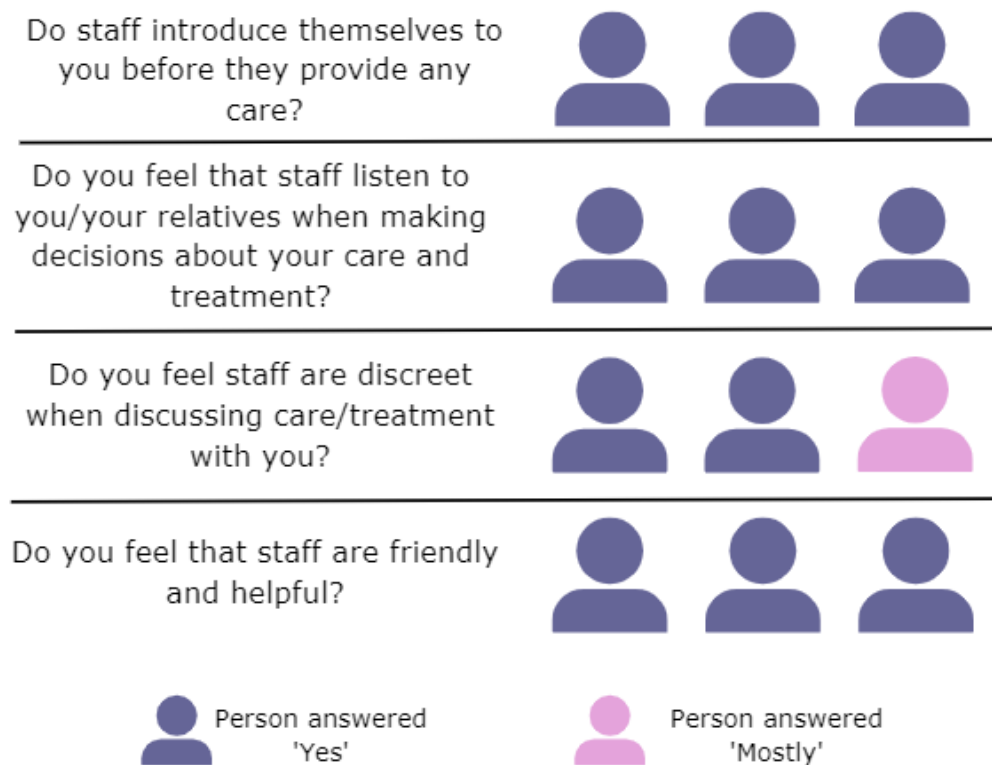 Do staff introduce themselves to
you before they provide any
care?
Do you feel that staff listen to
you/your relatives when making
decisions about your care and
treatment?
Do you feel staff are discreet
when discussing care/treatment
with you?
Do you feel that staff are friendly
and helpful?
Person answered
'Yes'
Person answered
'Mostly'